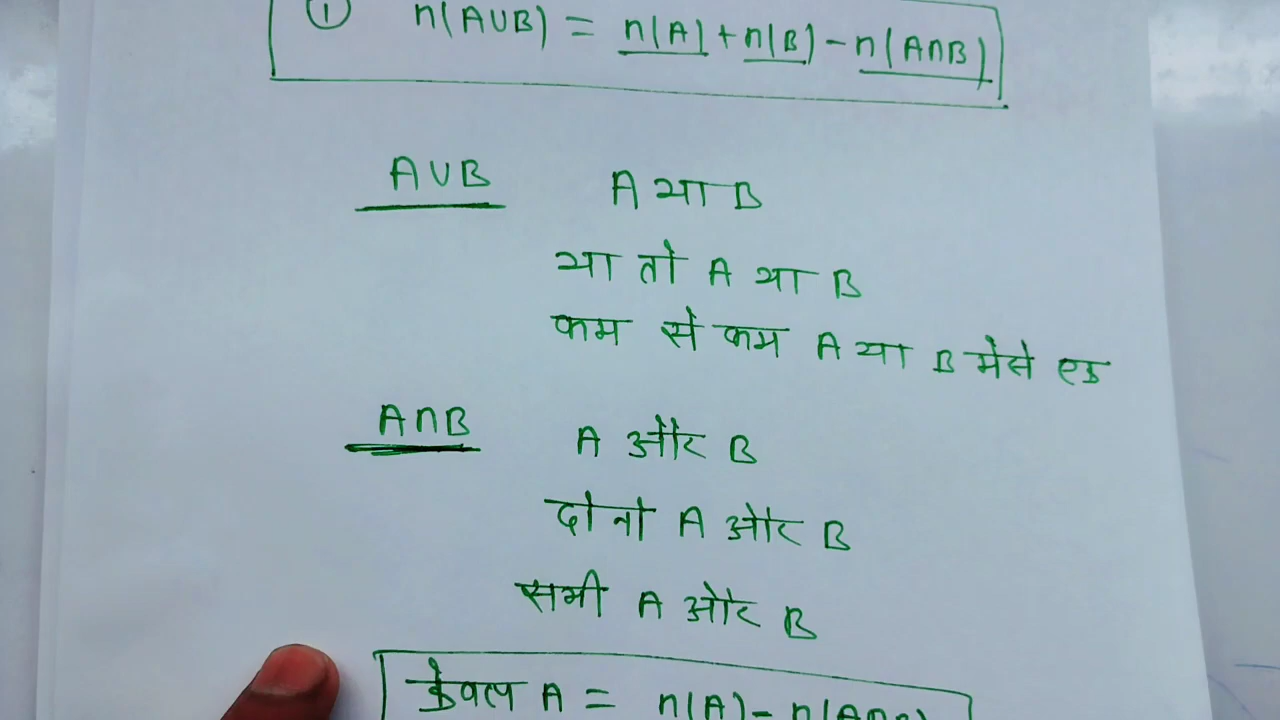 ① n(A∪B) = n(A) + n(B) - n(A∩B)
A∪B A या B
या तो A या B
कम से कम A या B मेसे एक
A∩B A और B
दोनो A और B
सभी A और B
केवल A = n(A) - n(A∩B)